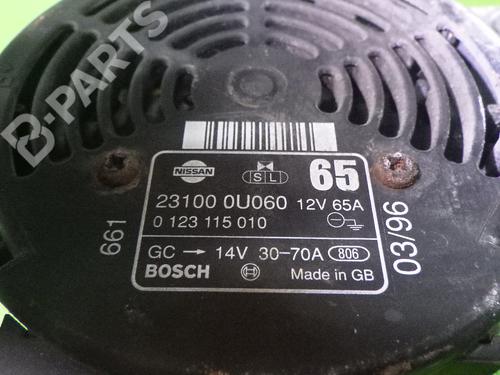 B-PARTS
NISSAN
S L
65
23100 0U060 12V 65A
0 123 115 010
GC → 14V 30-70A 806
BOSCH
Made in GB
661
03/96